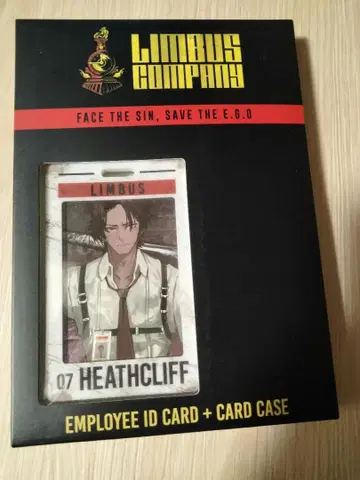 LIMBUS
COMPANY
FACE THE SIN, SAVE THE E.G.O
LIMBUS
07 HEATHCLIFF
EMPLOYEE ID CARD + CARD CASE